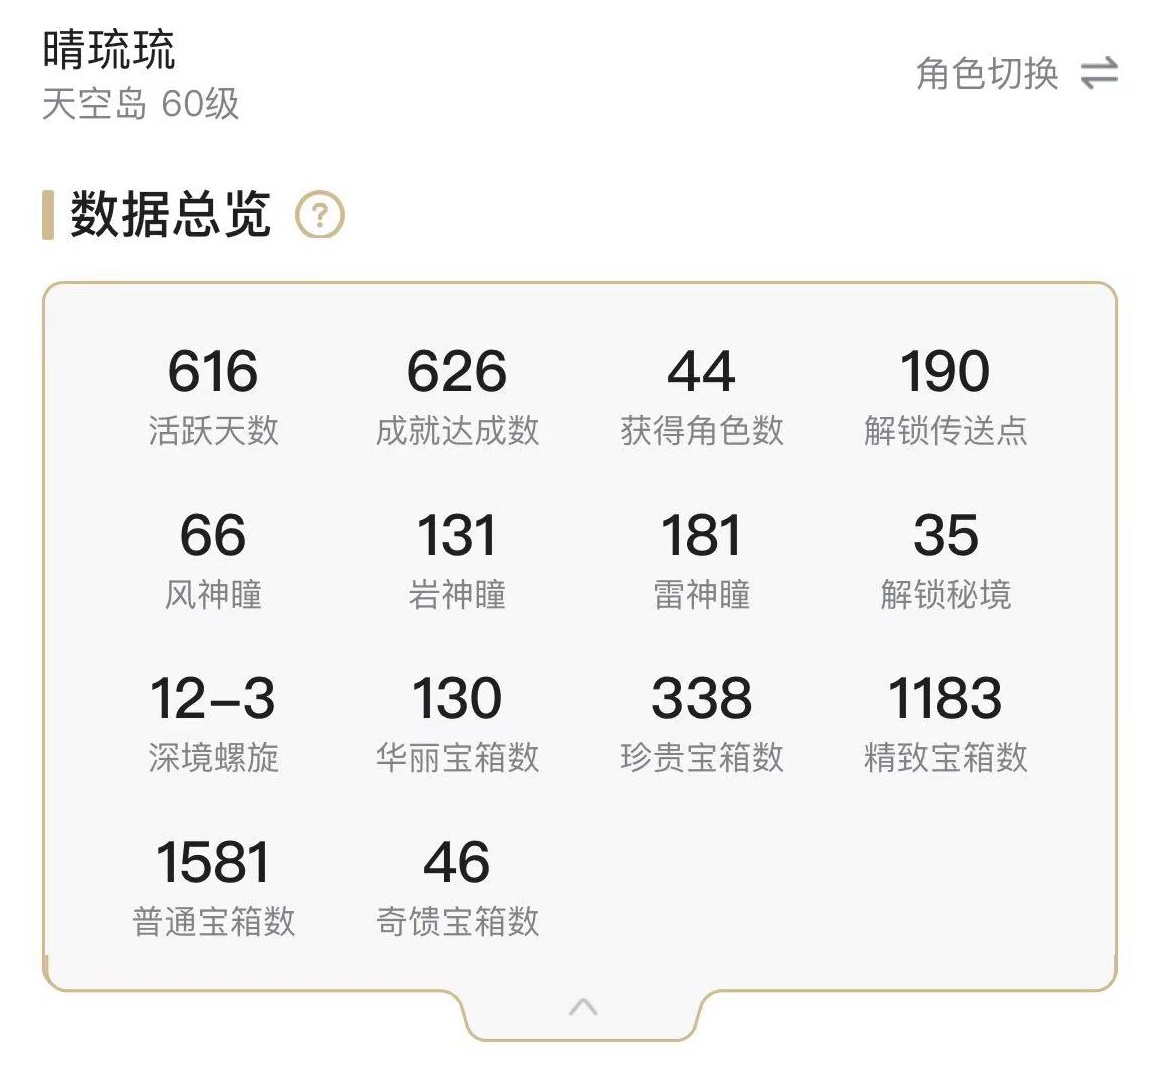 晴琉琉
天空岛 60级
角色切换
数据总览 ?
616 626 44 190
活跃天数 成就达成数 获得角色数 解锁传送点
66 131 181 35
风神瞳 岩神瞳 雷神瞳 解锁秘境
12-3 130 338 1183
深境螺旋 华丽宝箱数 珍贵宝箱数 精致宝箱数
1581 46
普通宝箱数 奇馈宝箱数